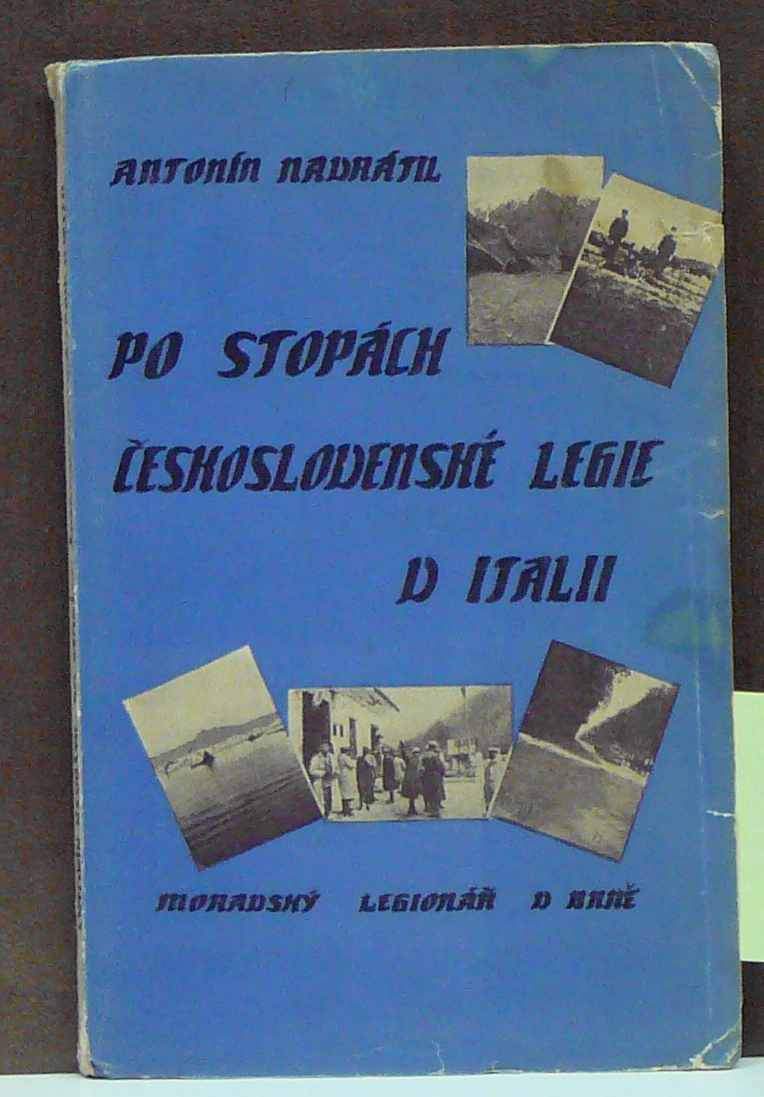 ANTONÍN NAVRÁTIL
PO STOPÁCH
ČESKOSLOVENSKÉ LEGIE
V ITALII
MORAVSKÝ LEGIONÁŘ V BRNĚ